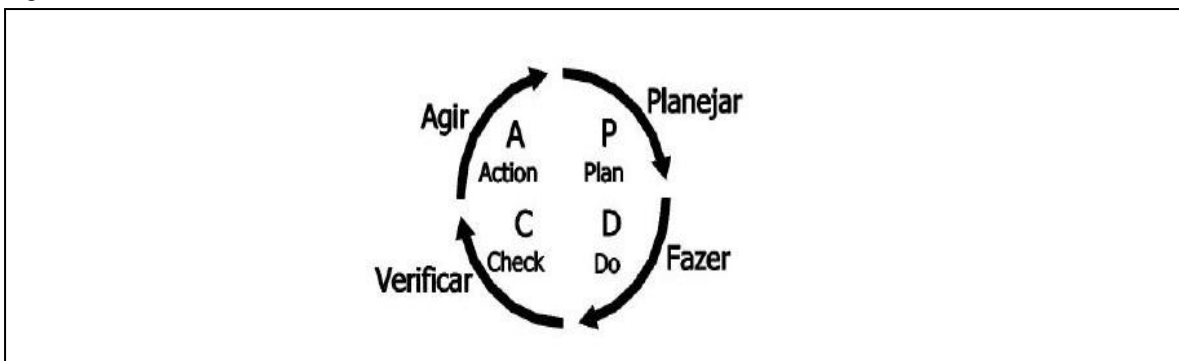 Agir
A
Action
P
Plan
Planejar
C
Check
Verificar
D
Do
Fazer